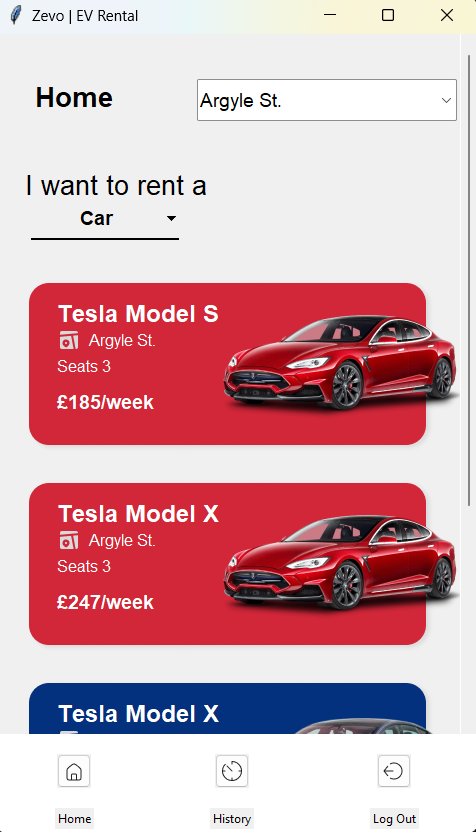 Zevo | EV Rental
Home
Argyle St.
I want to rent a
Car
Tesla Model S
Argyle St.
Seats 3
£185/week
Tesla Model X
Argyle St.
Seats 3
£247/week
Tesla Model X
Home
History
Log Out